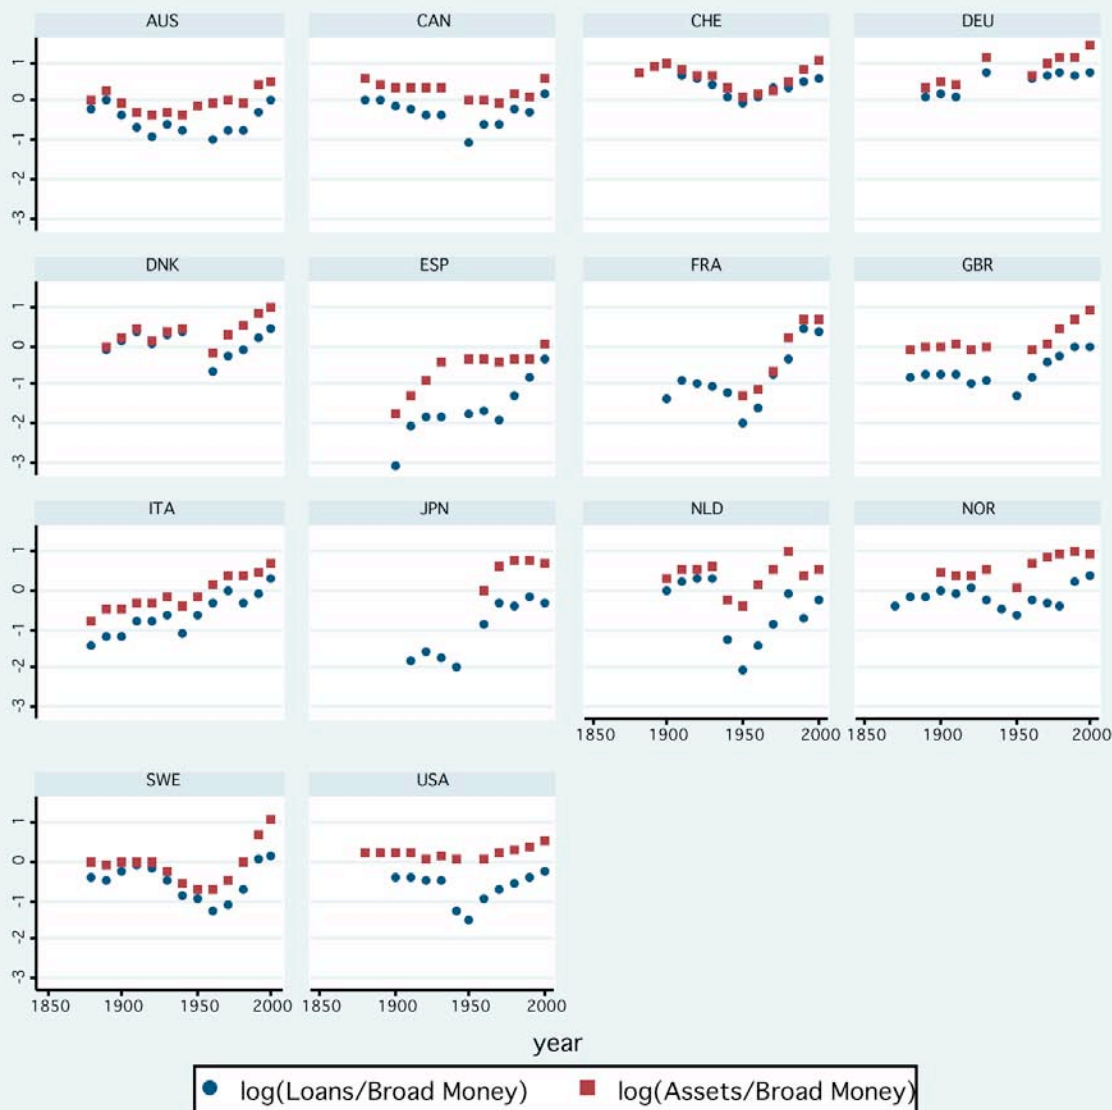 AUS CAN CHE DEU
1
0
-1
-2
-3
DNK ESP FRA GBR
1
0
-1
-2
-3
ITA JPN NLD NOR
1
0
-1
-2
-3
1850 1900 1950 2000 1850 1900 1950 2000
SWE USA
1
0
-1
-2
-3
1850 1900 1950 2000 1850 1900 1950 2000
year
log(Loans/Broad Money) log(Assets/Broad Money)